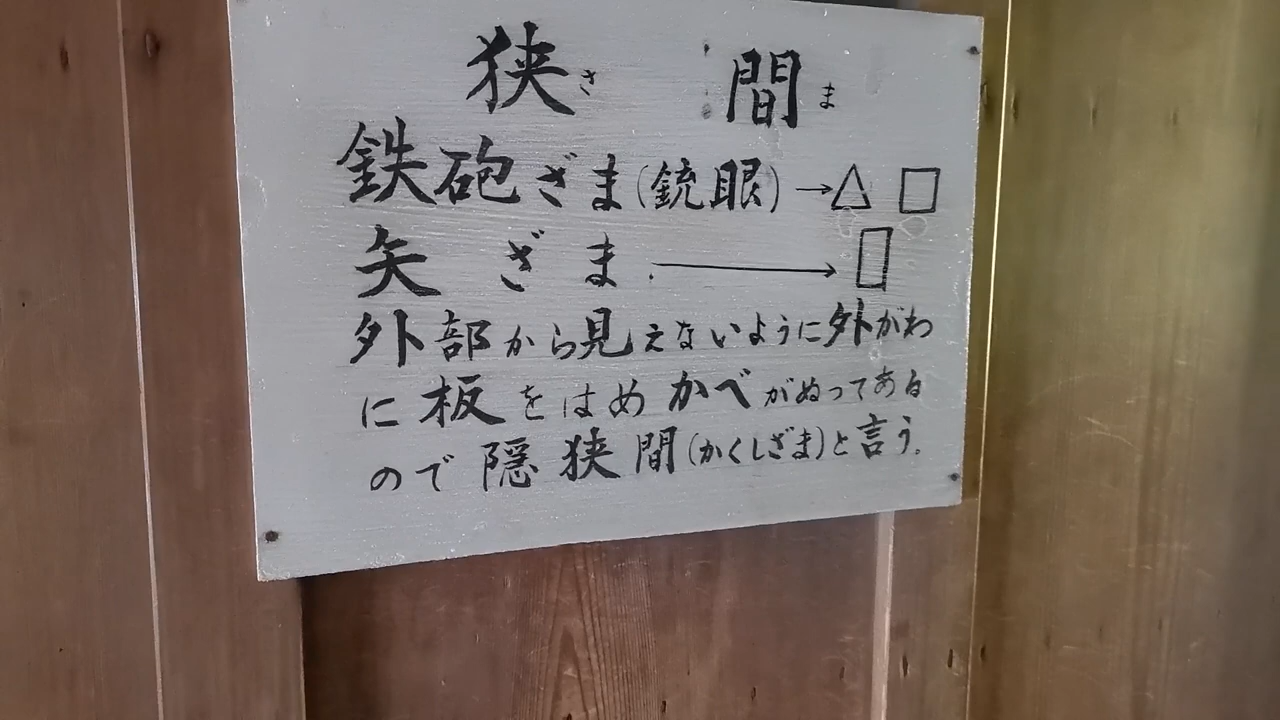 狭さ 間ま
鉄砲ざま(銃眼)→△ □
矢ざま→▯
外部から見えないように外がわ
に板をはめかべがぬってある
ので隠狭間(かくしざま)と言う。